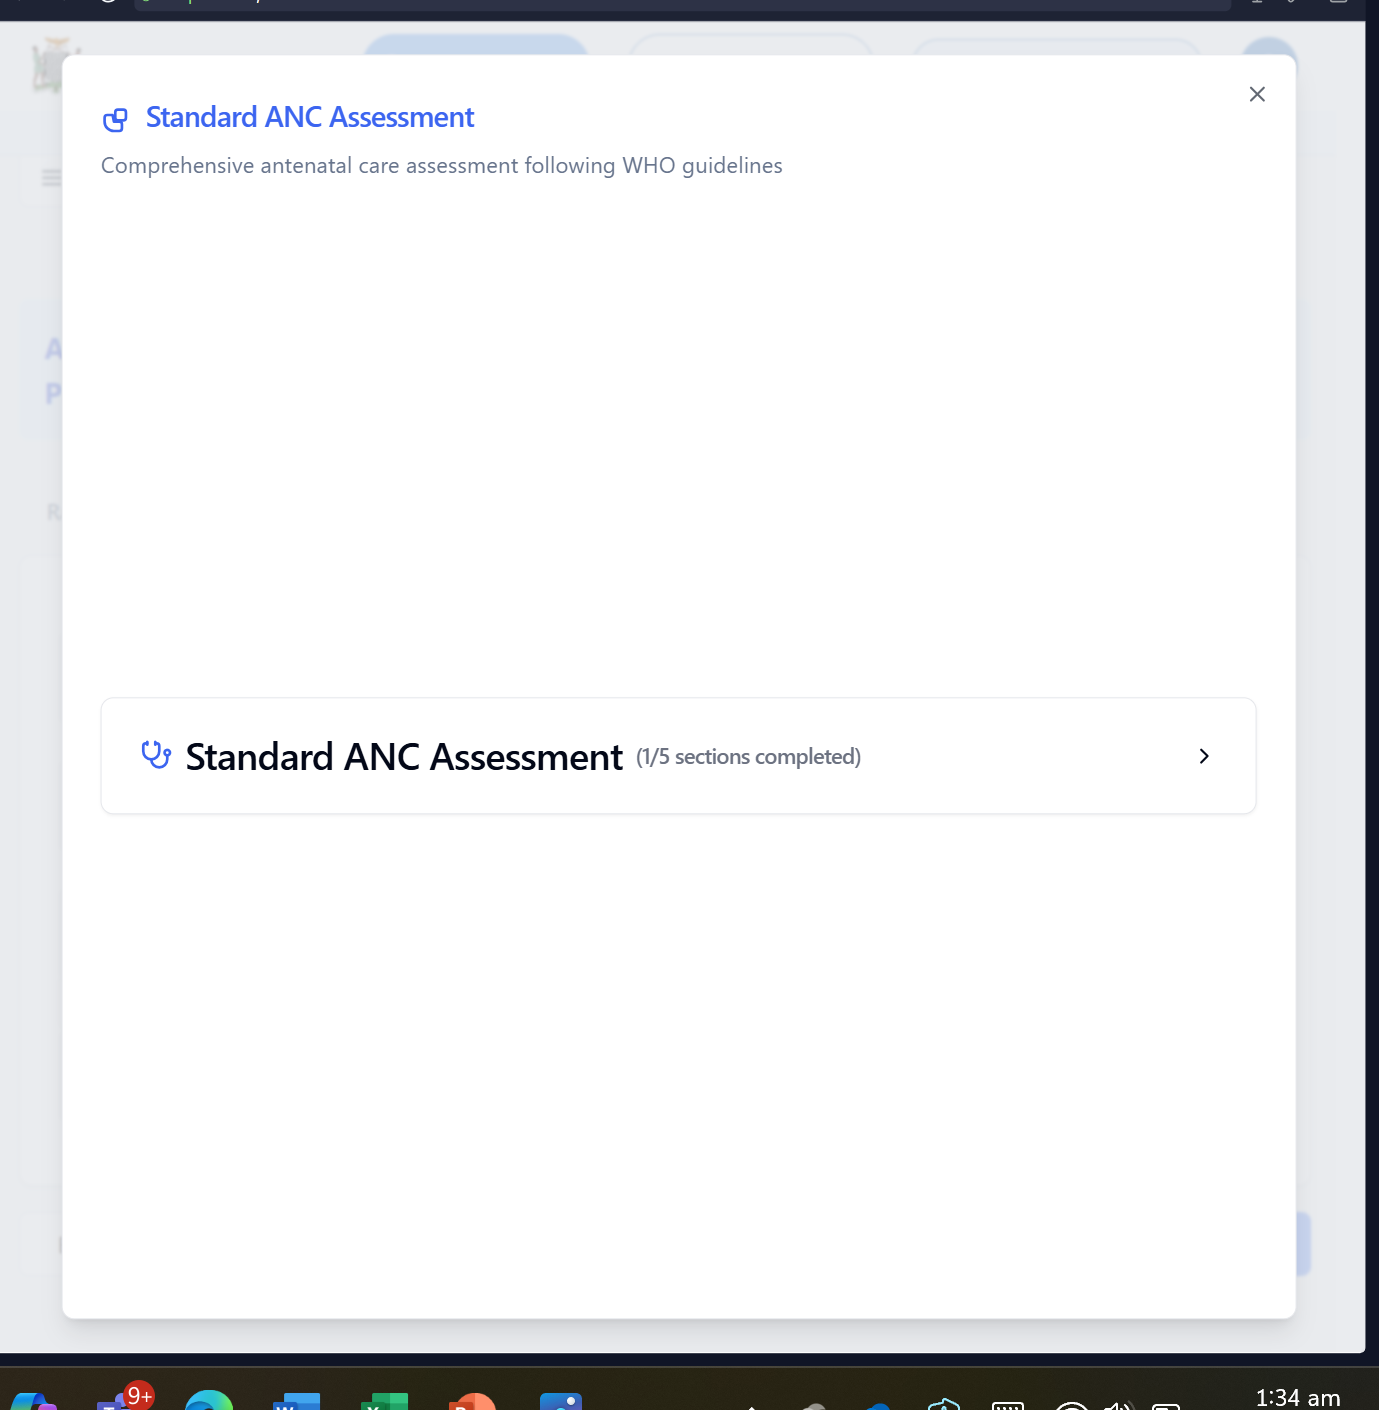 Standard ANC Assessment
Comprehensive antenatal care assessment following WHO guidelines
A
P
R
Standard ANC Assessment (1/5 sections completed)
9+
1:34 am